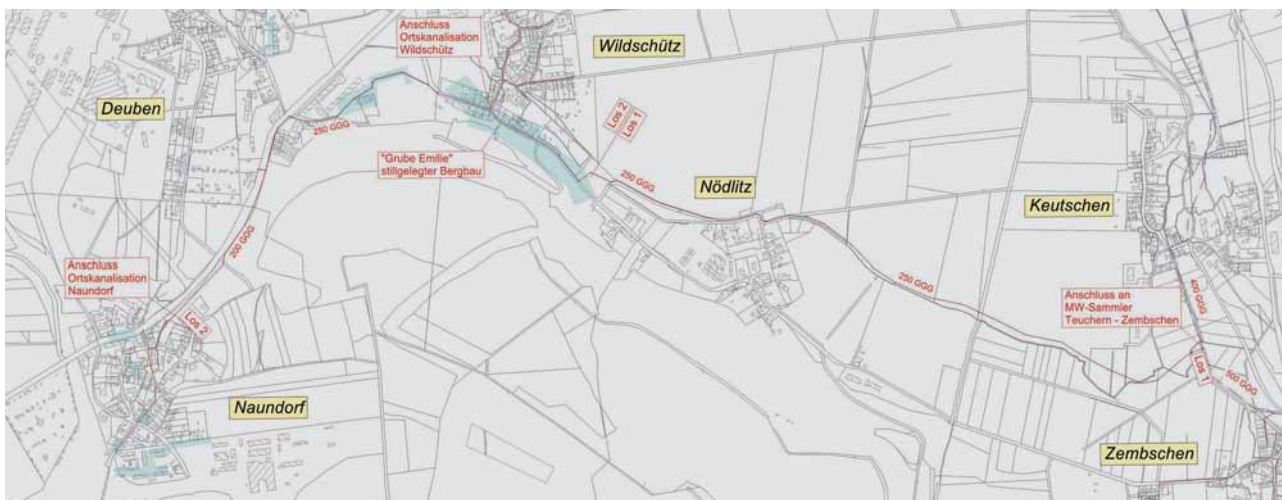 Anschluss
Ortskanalisation
Wildschütz
Wildschütz
Deuben
250 GGG
Los 2
Los 1
"Grube Emilie"
stillgelegter Bergbau
250 GGG
Nödlitz
Keutschen
200 GGG
Anschluss
Ortskanalisation
Naundorf
250 GGG
Anschluss an
MW-Sammler
Teuchern - Zembschen
400 GGG
Los 2
Los 1
500 GGG
Naundorf
Zembschen